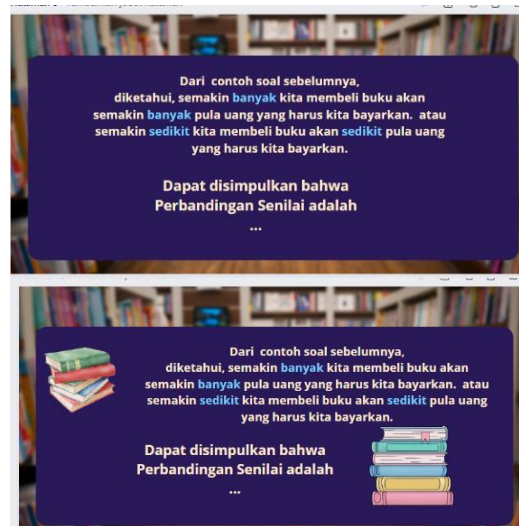 Dari contoh soal sebelumnya,
diketahui, semakin banyak kita membeli buku akan
semakin banyak pula uang yang harus kita bayarkan. atau
semakin sedikit kita membeli buku akan sedikit pula uang
yang harus kita bayarkan.
Dapat disimpulkan bahwa
Perbandingan Senilai adalah
...
Dari contoh soal sebelumnya,
diketahui, semakin banyak kita membeli buku akan
semakin banyak pula uang yang harus kita bayarkan. atau
semakin sedikit kita membeli buku akan sedikit pula uang
yang harus kita bayarkan.
Dapat disimpulkan bahwa
Perbandingan Senilai adalah
...